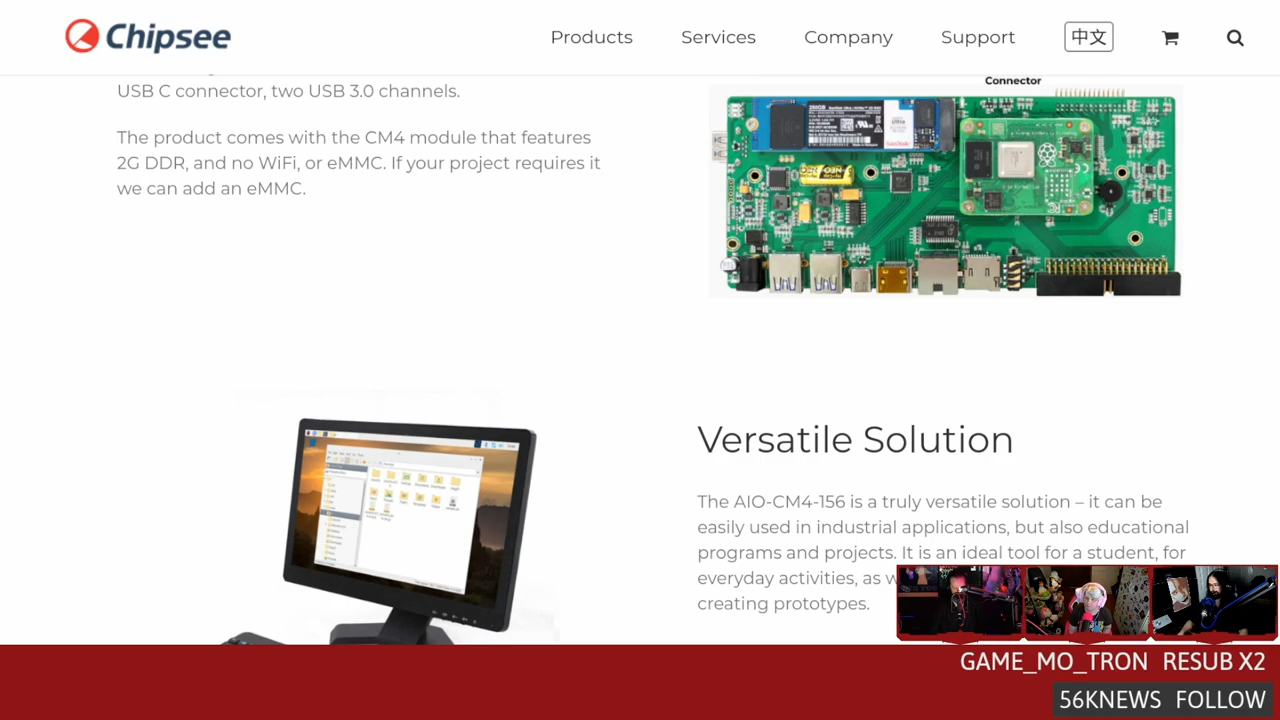 Chipsee
Products Services Company Support 中文
USB C connector, two USB 3.0 channels.
The product comes with the CM4 module that features
2G DDR, and no WiFi, or eMMC. If your project requires it
we can add an eMMC.
Connector
Versatile Solution
The AIO-CM4-156 is a truly versatile solution – it can be
easily used in industrial applications, but also educational
programs and projects. It is an ideal tool for a student, for
everyday activities, as
creating prototypes.
GAME_MO_TRON RESUB X2
56KNEWS FOLLOW